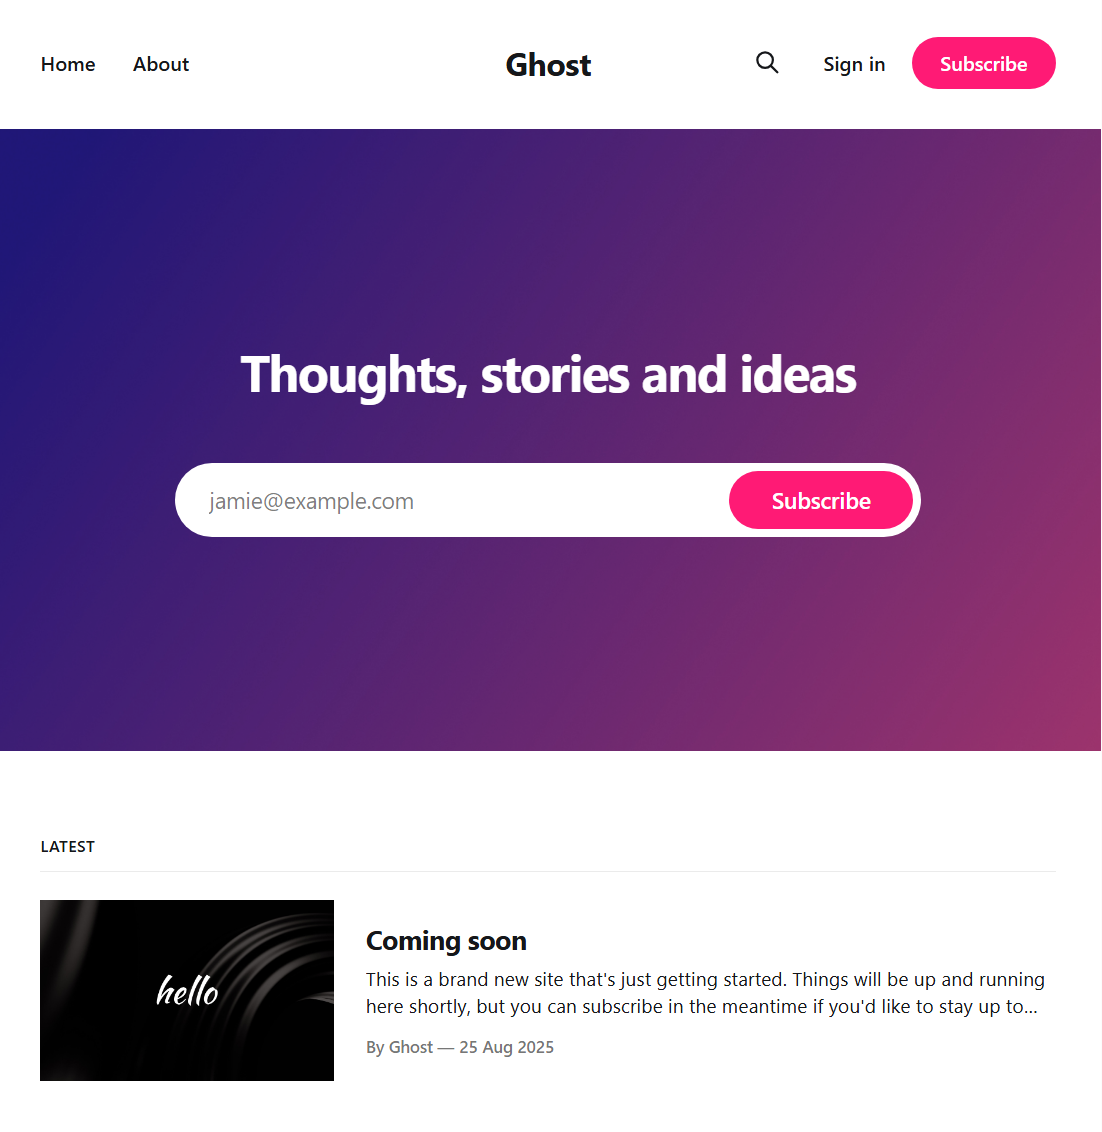 Home
About
Ghost
Sign in
Subscribe
Thoughts, stories and ideas
jamie@example.com
Subscribe
LATEST
hello
Coming soon
This is a brand new site that's just getting started. Things will be up and running
here shortly, but you can subscribe in the meantime if you'd like to stay up to...
By Ghost — 25 Aug 2025